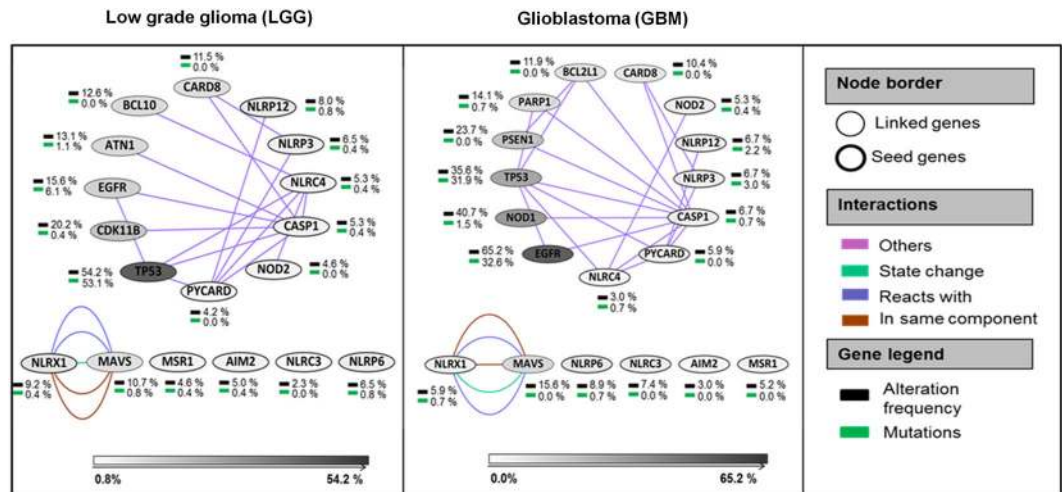 Low grade glioma (LGG)
Glioblastoma (GBM)
11.5 %
0.0 %
CARD8
12.6 %
0.0 %
BCL10
NLRP12
8.0 %
0.8 %
13.1 %
1.1 %
ATN1
NLRP3
6.5 %
0.4 %
15.6 %
6.1 %
EGFR
NLRC4
5.3 %
0.4 %
20.2 %
0.4 %
CDK11B
CASP1
5.3 %
0.4 %
54.2 %
53.1 %
TP53
NOD2
4.6 %
0.0 %
PYCARD
4.2 %
0.0 %
NLRX1
MAVS
MSR1
AIM2
NLRC3
NLRP6
9.2 %
0.4 %
10.7 %
0.8 %
4.6 %
0.4 %
5.0 %
0.4 %
2.3 %
0.0 %
6.5 %
0.8 %
0.8%
54.2 %
11.9 %
0.0 %
BCL2L1
CARD8
10.4 %
0.0 %
14.1 %
0.7 %
PARP1
NOD2
5.3 %
0.4 %
23.7 %
0.0 %
PSEN1
NLRP12
6.7 %
2.2 %
35.6 %
31.9 %
TP53
NLRP3
6.7 %
3.0 %
40.7 %
1.5 %
NOD1
CASP1
6.7 %
0.7 %
65.2 %
32.6 %
EGFR
PYCARD
5.9 %
0.0 %
NLRC4
3.0 %
0.7 %
NLRX1
MAVS
NLRP6
NLRC3
AIM2
MSR1
5.9 %
0.7 %
15.6 %
0.0 %
8.9 %
0.7 %
7.4 %
0.0 %
3.0 %
0.0 %
5.2 %
0.0 %
0.0%
65.2 %
Node border
Linked genes
Seed genes
Interactions
Others
State change
Reacts with
In same component
Gene legend
Alteration
frequency
Mutations